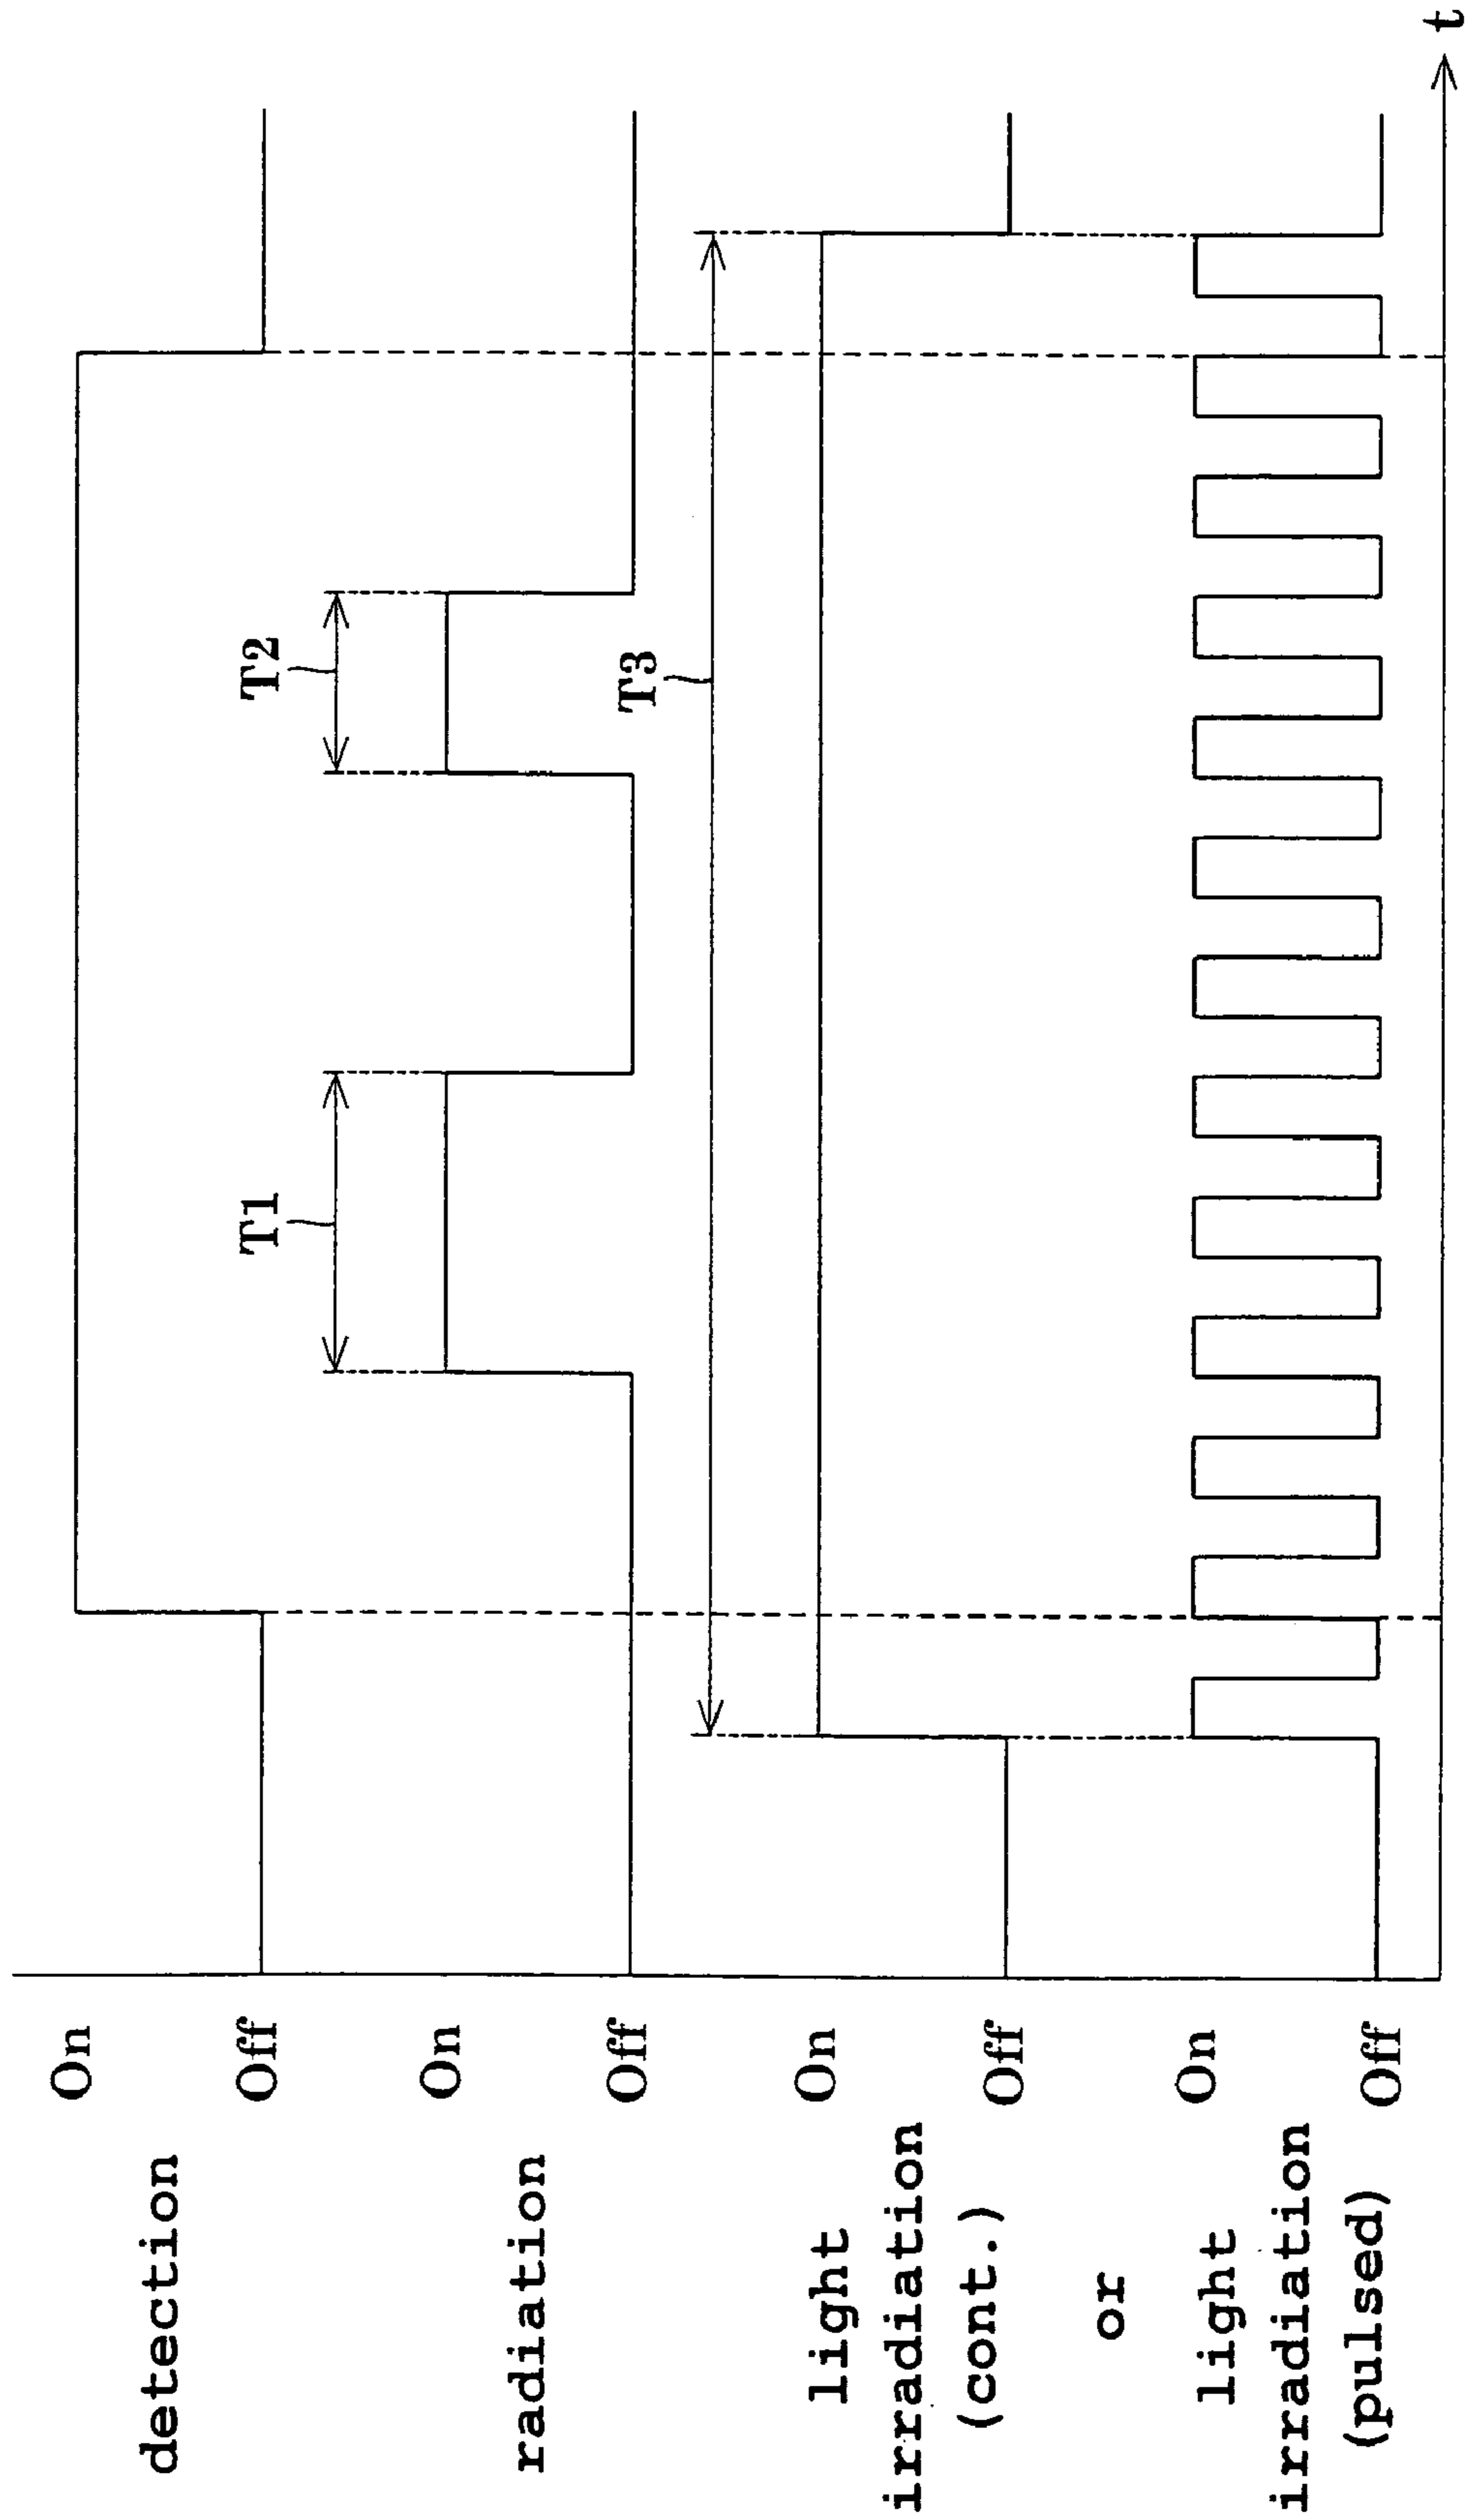 detection
On
Off
T1
T2
radiation
On
Off
T3
light
irradiation
(cont.)
On
Off
or
light
irradiation
(pulsed)
On
Off
t